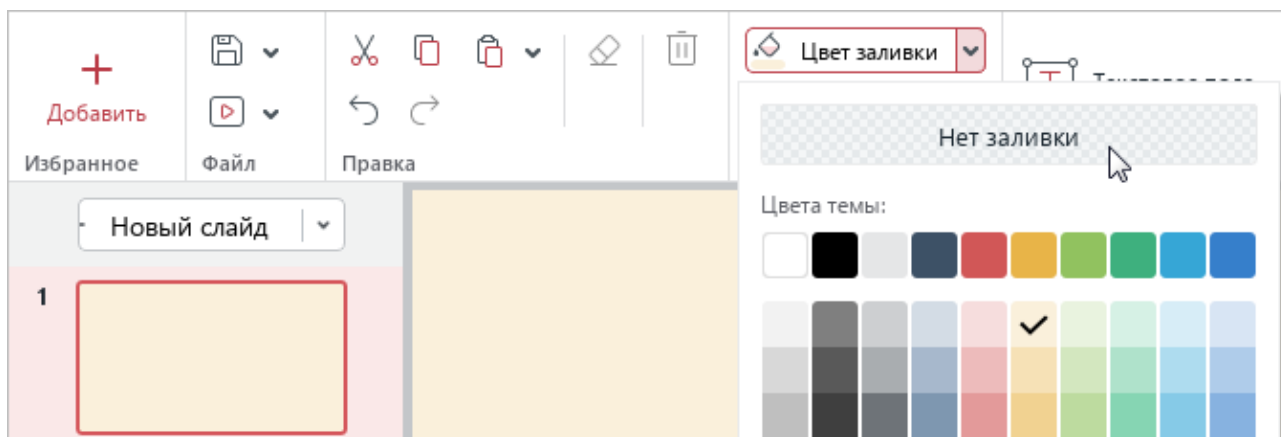 Цвет заливки
Добавить
Избранное
Файл
Правка
Нет заливки
Цвета темы:
Новый слайд
1